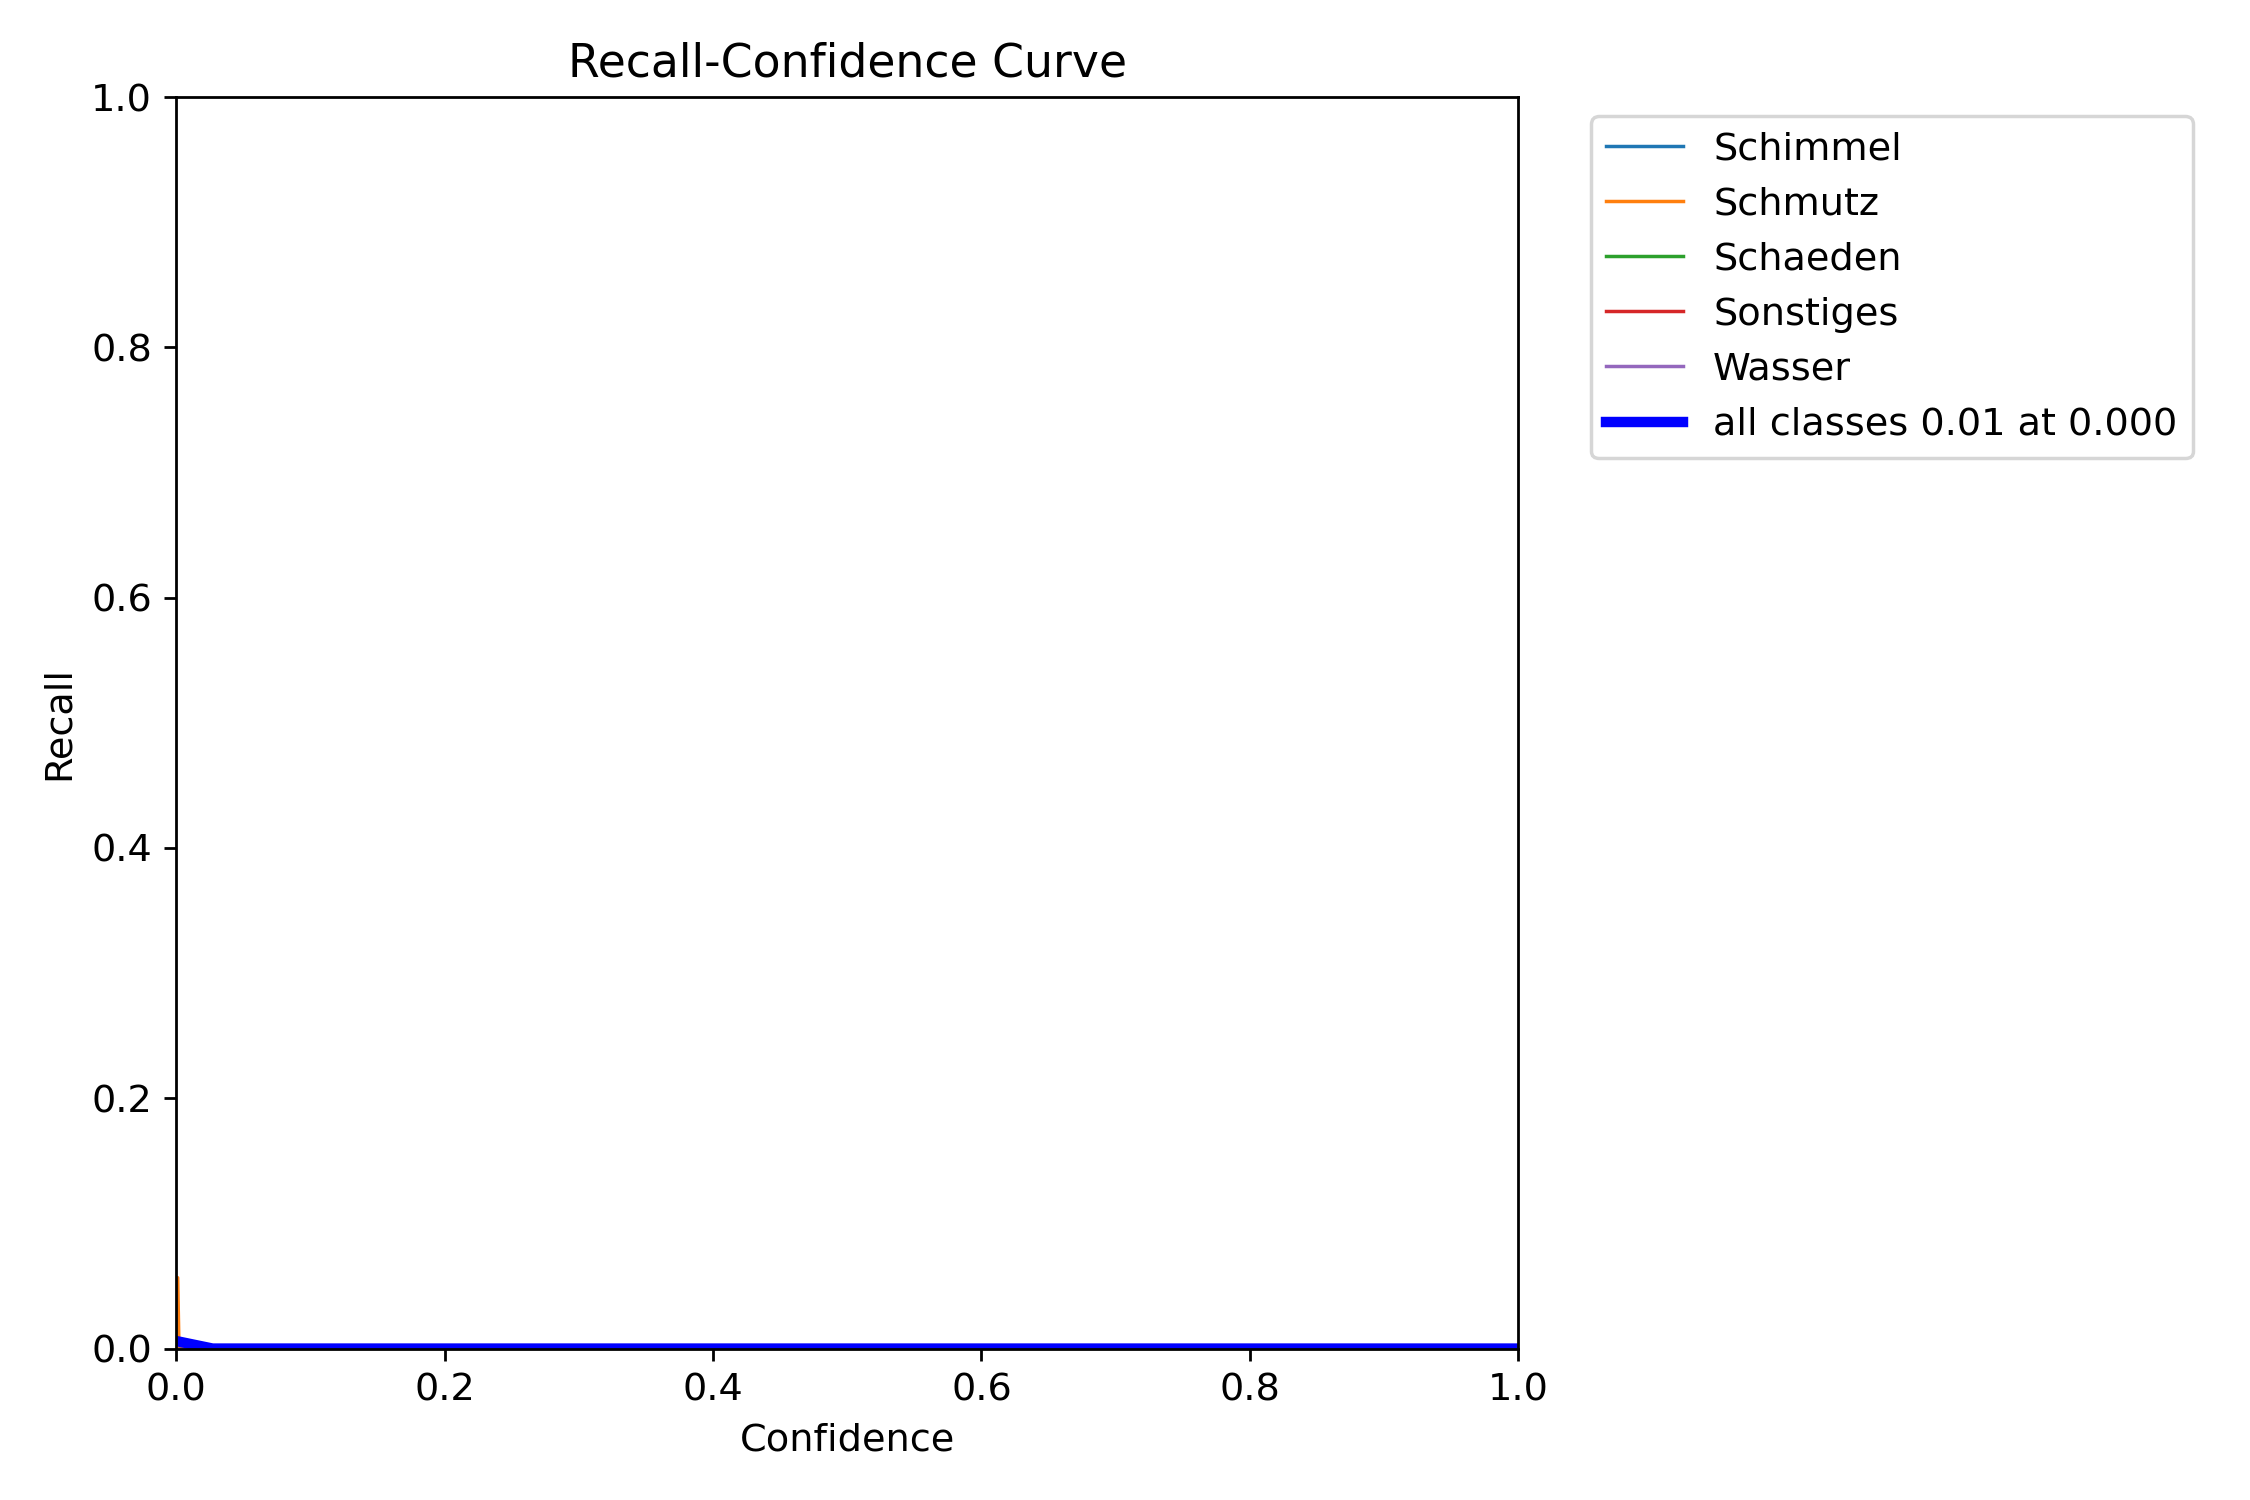 Recall-Confidence Curve
1.0
0.8
0.6
0.4
0.2
0.0
Recall
0.0 0.2 0.4 0.6 0.8 1.0
Confidence
Schimmel
Schmutz
Schaeden
Sonstiges
Wasser
all classes 0.01 at 0.000